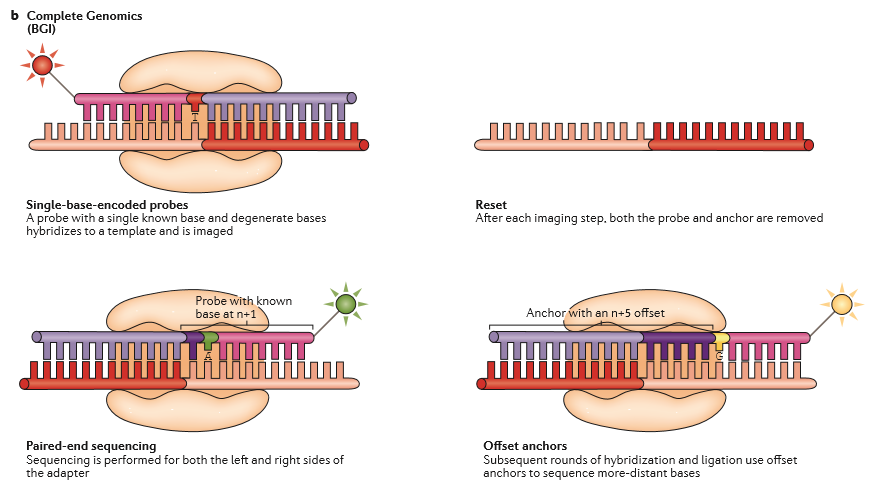 b Complete Genomics
(BGI)
T
Single-base-encoded probes
A probe with a single known base and degenerate bases
hybridizes to a template and is imaged
Reset
After each imaging step, both the probe and anchor are removed
Probe with known
base at n+1
A
Paired-end sequencing
Sequencing is performed for both the left and right sides of
the adapter
Anchor with an n+5 offset
G
Offset anchors
Subsequent rounds of hybridization and ligation use offset
anchors to sequence more-distant bases